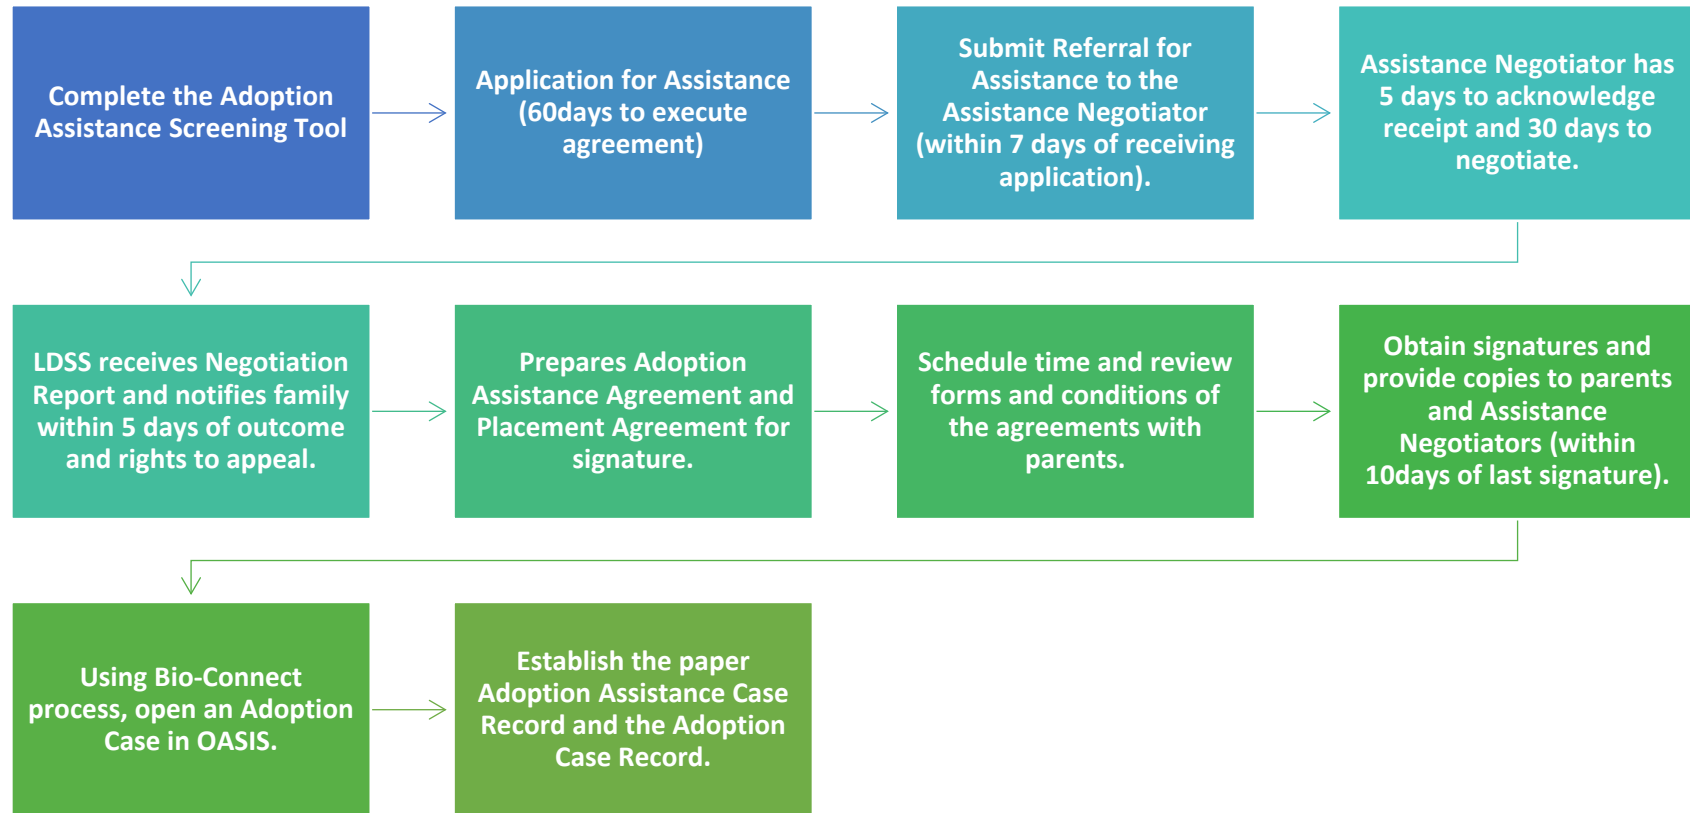 Complete the Adoption
Assistance Screening Tool
Application for Assistance
(60days to execute
agreement)
Submit Referral for
Assistance to the
Assistance Negotiator
(within 7 days of receiving
application).
Assistance Negotiator has
5 days to acknowledge
receipt and 30 days to
negotiate.
LDSS receives Negotiation
Report and notifies family
within 5 days of outcome
and rights to appeal.
Prepares Adoption
Assistance Agreement and
Placement Agreement for
signature.
Schedule time and review
forms and conditions of
the agreements with
parents.
Obtain signatures and
provide copies to parents
and Assistance
Negotiators (within
10days of last signature).
Using Bio-Connect
process, open an Adoption
Case in OASIS.
Establish the paper
Adoption Assistance Case
Record and the Adoption
Case Record.